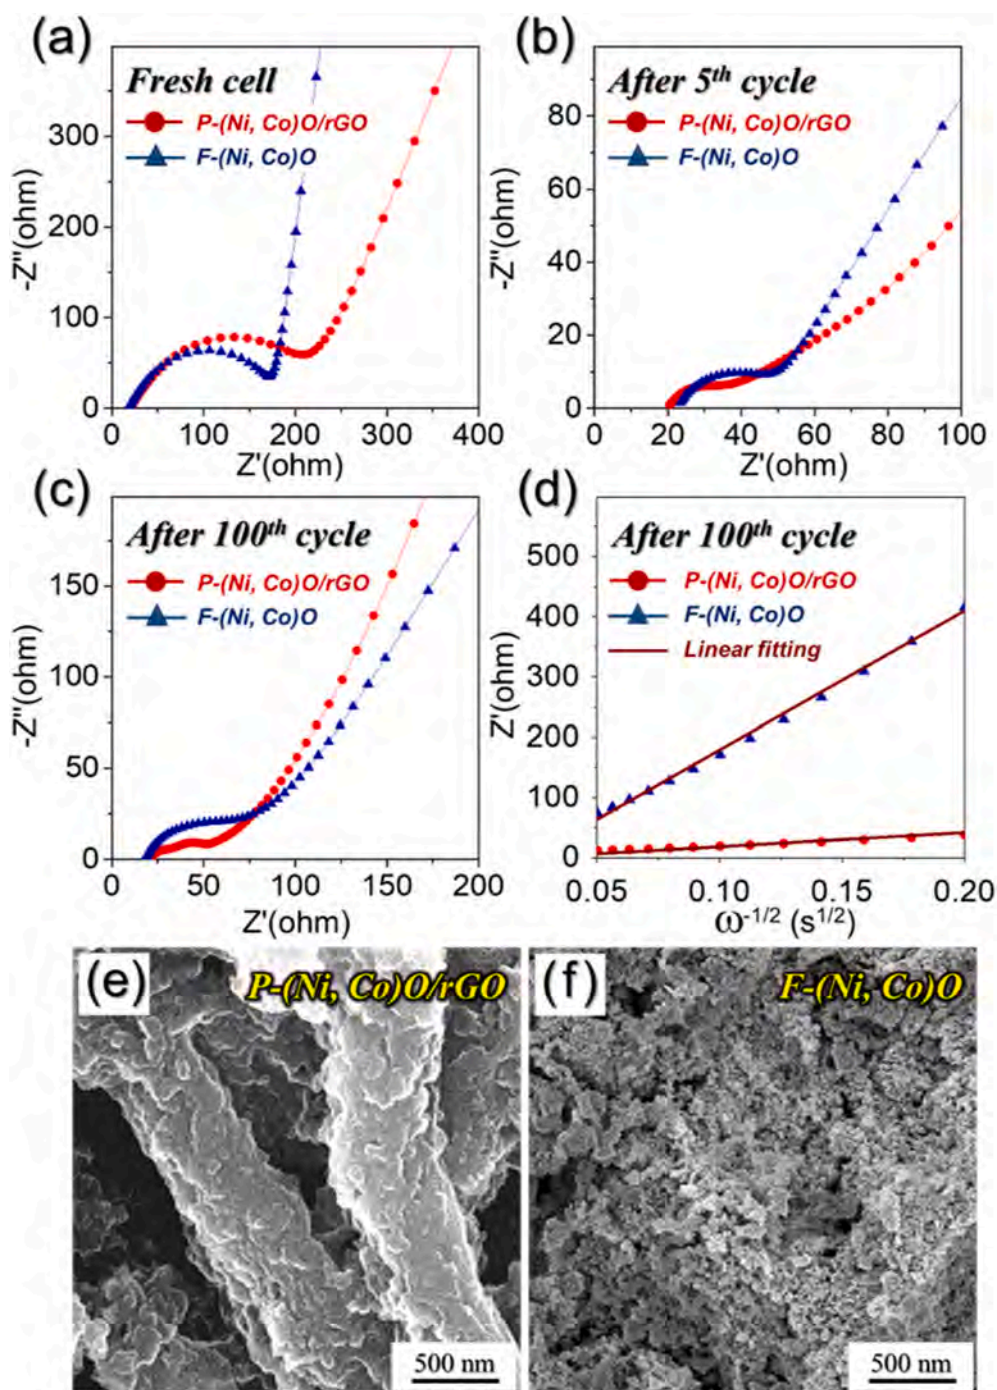 (a)
Fresh cell
P-(Ni, Co)O/rGO
F-(Ni, Co)O
-Z''(ohm)
0
100
200
300
0 100 200 300 400
Z'(ohm)
(b)
After 5th cycle
P-(Ni, Co)O/rGO
F-(Ni, Co)O
-Z''(ohm)
80
60
40
20
0
0 20 40 60 80 100
Z'(ohm)
(c)
After 100th cycle
P-(Ni, Co)O/rGO
F-(Ni, Co)O
-Z''(ohm)
150
100
50
0
0 50 100 150 200
Z'(ohm)
(d)
After 100th cycle
P-(Ni, Co)O/rGO
F-(Ni, Co)O
Linear fitting
Z'(ohm)
500
400
300
200
100
0
0.05 0.10 0.15 0.20
ω-1/2 (s1/2)
(e)
P-(Ni, Co)O/rGO
500 nm
(f)
F-(Ni, Co)O
500 nm